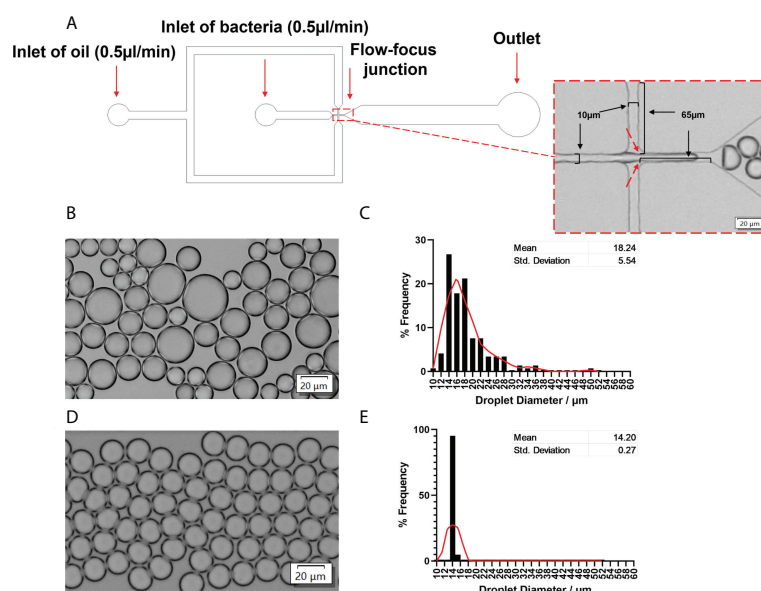 A
Inlet of oil (0.5µl/min)
Inlet of bacteria (0.5µl/min)
Flow-focus
junction
Outlet
10µm
65µm
20 µm
B
20 µm
C
% Frequency
30
20
10
0
Mean 18.24
Std. Deviation 5.54
10 12 14 16 18 20 22 24 26 28 30 32 34 36 38 40 42 44 46 48 50 52 54 56 58 60
Droplet Diameter / µm
D
20 µm
E
% Frequency
100
50
0
Mean 14.20
Std. Deviation 0.27
10 12 14 16 18 20 22 24 26 28 30 32 34 36 38 40 42 44 46 48 50 52 54 56 58 60
Droplet Diameter / µm